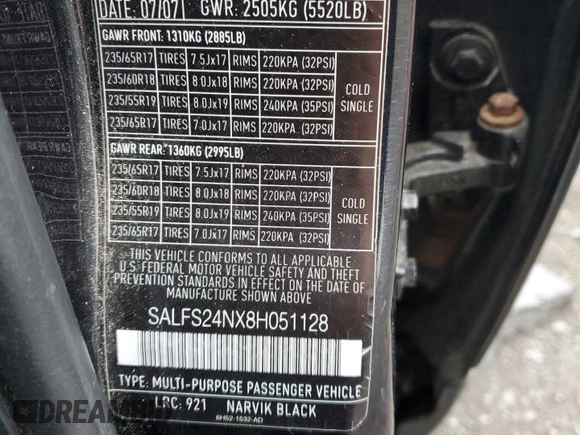 DATE: 07/07 GWR: 2505KG (5520LB)
GAWR FRONT: 1310KG (2885LB)
235/65R17 TIRES 7.5Jx17 RIMS 220KPA (32PSI)
235/60R18 TIRES 8.0Jx18 RIMS 220KPA (32PSI)
235/55R19 TIRES 8.0Jx19 RIMS 240KPA (35PSI)
235/65R17 TIRES 7.0Jx17 RIMS 220KPA (32PSI)
COLD
SINGLE
GAWR REAR: 1360KG (2995LB)
235/65R17 TIRES 7.5Jx17 RIMS 220KPA (32PSI)
235/60R18 TIRES 8.0Jx18 RIMS 220KPA (32PSI)
235/55R19 TIRES 8.0Jx19 RIMS 240KPA (35PSI)
235/65R17 TIRES 7.0Jx17 RIMS 220KPA (32PSI)
COLD
SINGLE
THIS VEHICLE CONFORMS TO ALL APPLICABLE
U.S. FEDERAL MOTOR VEHICLE SAFETY AND THEFT
PREVENTION STANDARDS IN EFFECT ON THE DATE
OF MANUFACTURE SHOWN ABOVE.
SALFS24NX8H051128
TYPE: MULTI-PURPOSE PASSENGER VEHICLE
LRC: 921 NARVIK BLACK
6H52-1532-AD